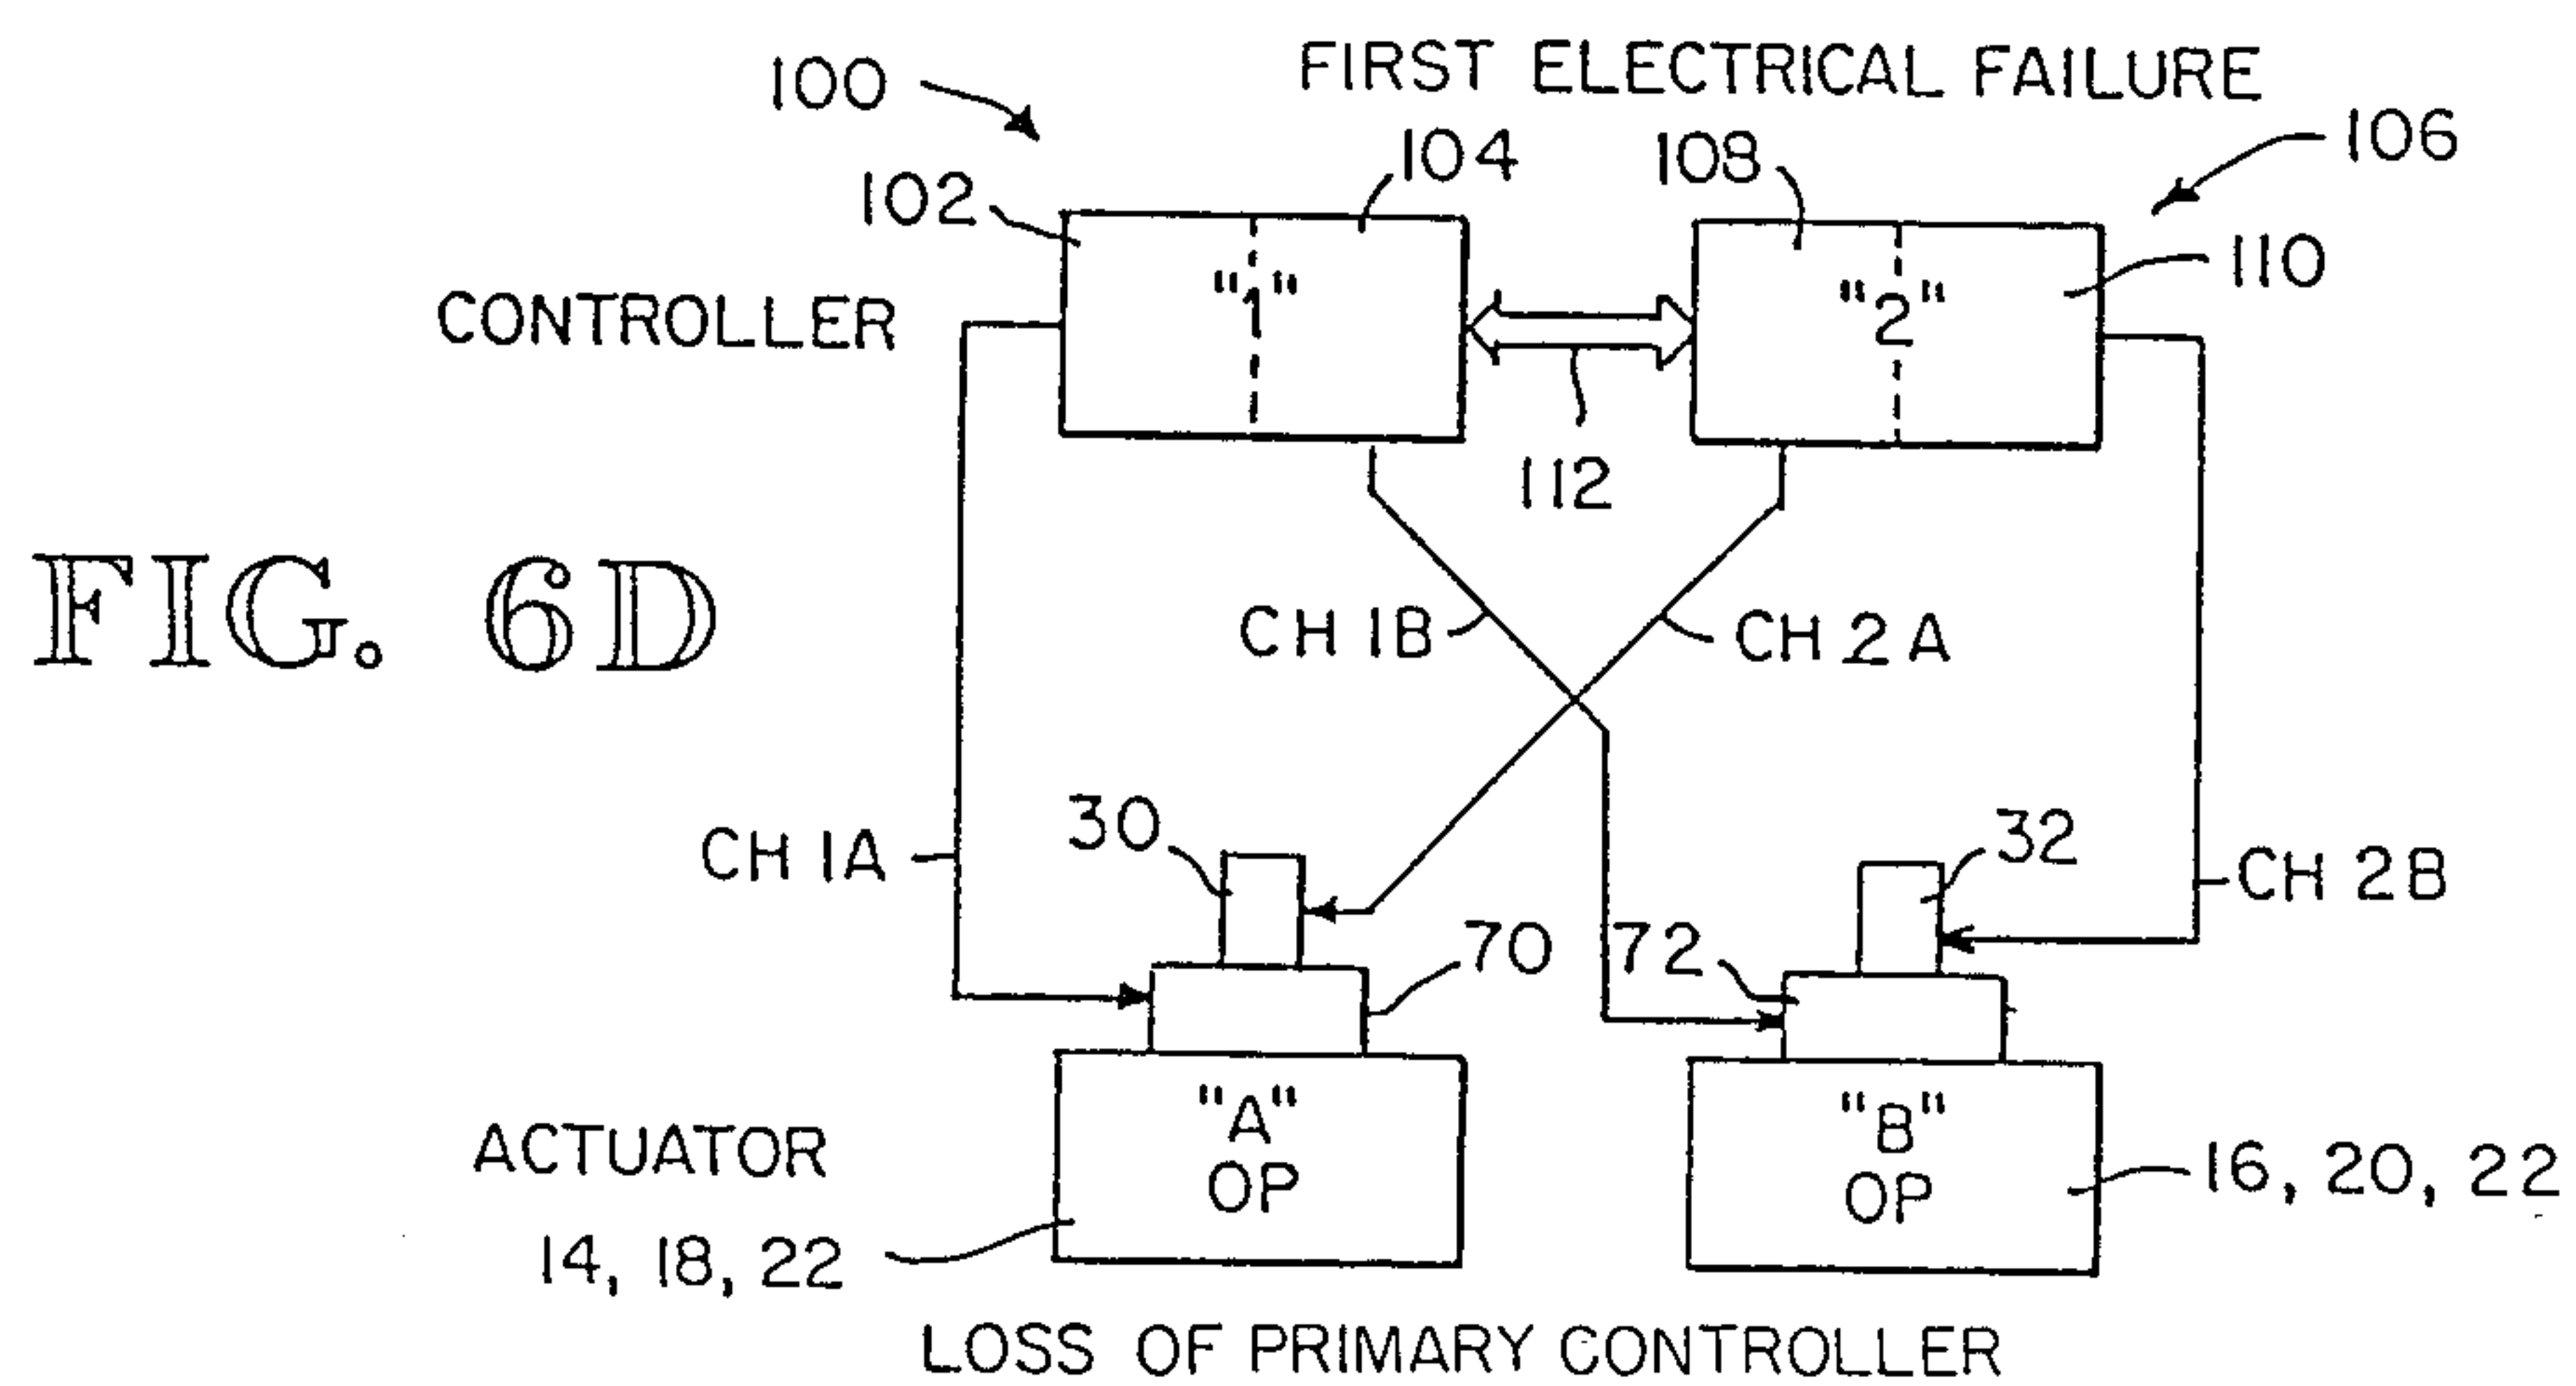 FIRST ELECTRICAL FAILURE
100
106
104
108
102
110
"1"
"2"
CONTROLLER
112
FIG. 6D
CH 1B
CH 2A
30
32
CH 1A
CH 2B
70
72
"A"
OP
"B"
OP
ACTUATOR
14, 18, 22
16, 20, 22
LOSS OF PRIMARY CONTROLLER